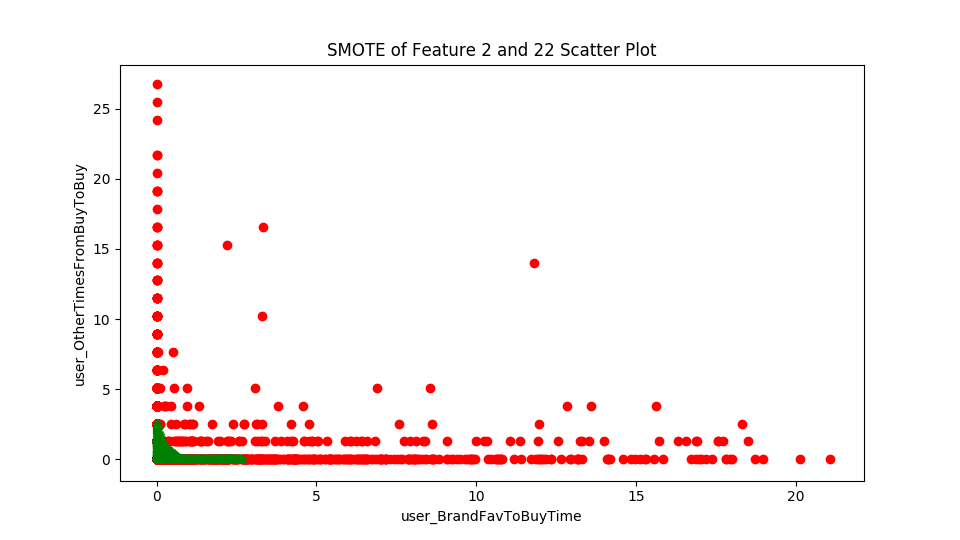 SMOTE of Feature 2 and 22 Scatter Plot
25
20
15
10
5
0
user_OtherTimesFromBuyToBuy
0 5 10 15 20
user_BrandFavToBuyTime